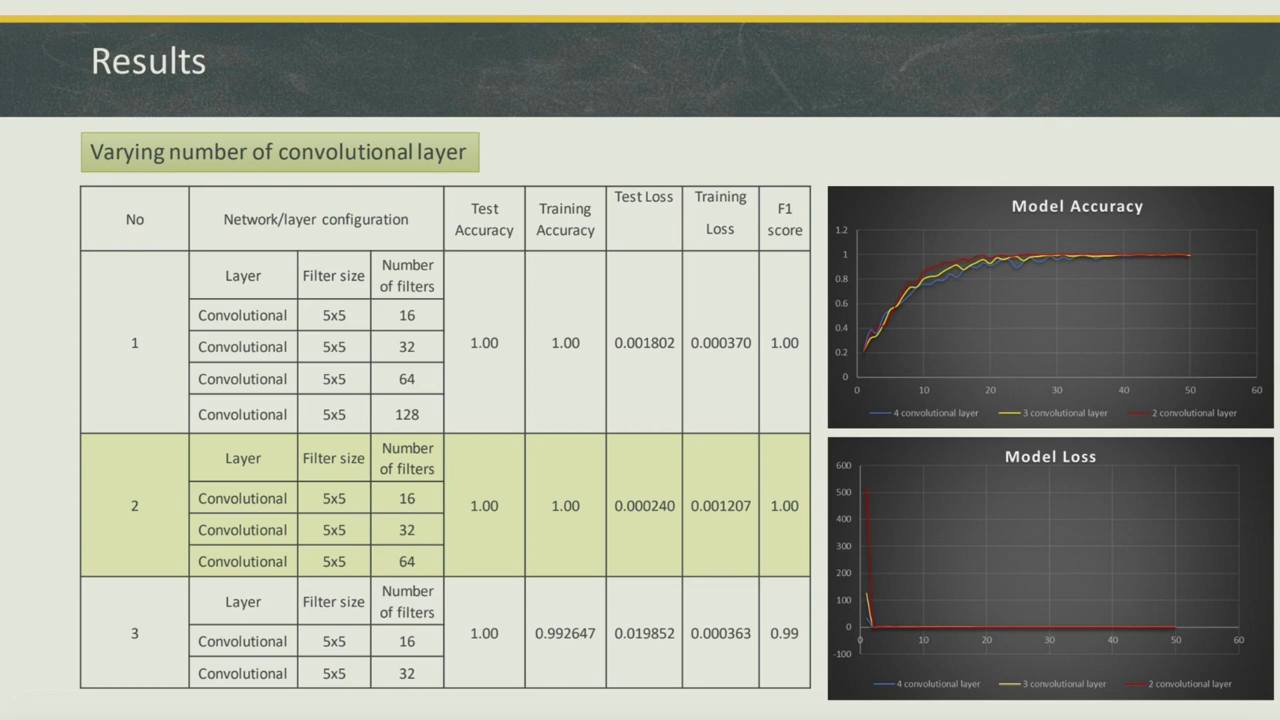 Results
Varying number of convolutional layer
No
Network/layer configuration
Test
Accuracy
Training
Accuracy
Test Loss
Training
Loss
F1
score
1
Layer
Filter size
Number
of filters
Convolutional
5x5
16
Convolutional
5x5
32
Convolutional
5x5
64
Convolutional
5x5
128
1.00
1.00
0.001802
0.000370
1.00
2
Layer
Filter size
Number
of filters
Convolutional
5x5
16
Convolutional
5x5
32
Convolutional
5x5
64
1.00
1.00
0.000240
0.001207
1.00
3
Layer
Filter size
Number
of filters
Convolutional
5x5
16
Convolutional
5x5
32
1.00
0.992647
0.019852
0.000363
0.99
Model Accuracy
1.2
1
0.8
0.6
0.4
0.2
0
0 10 20 30 40 50 60
4 convolutional layer 3 convolutional layer 2 convolutional layer
Model Loss
600
500
400
300
200
100
0
-100
0 10 20 30 40 50 60
4 convolutional layer 3 convolutional layer 2 convolutional layer